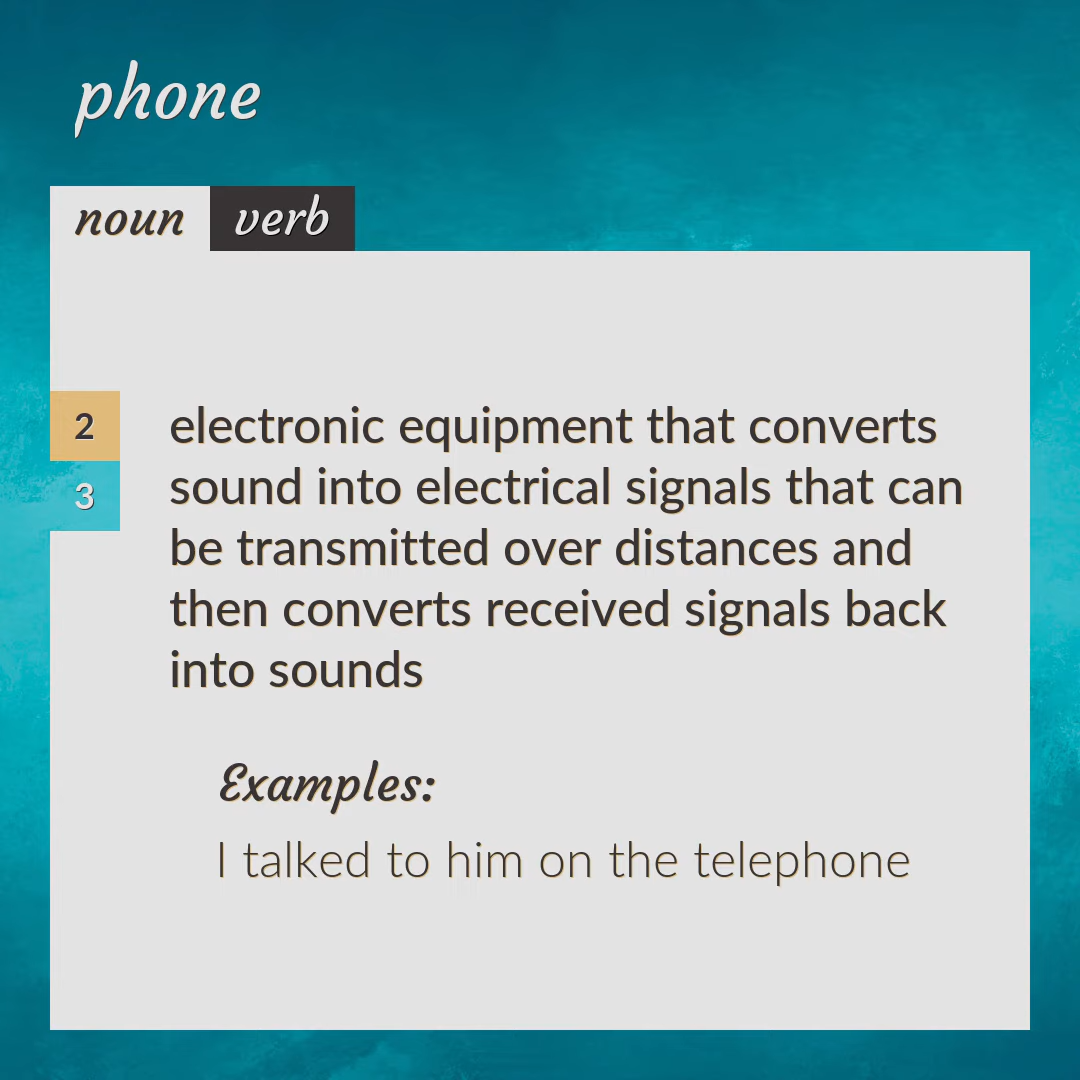 phone
noun verb
2
3
electronic equipment that converts
sound into electrical signals that can
be transmitted over distances and
then converts received signals back
into sounds
Examples:
I talked to him on the telephone